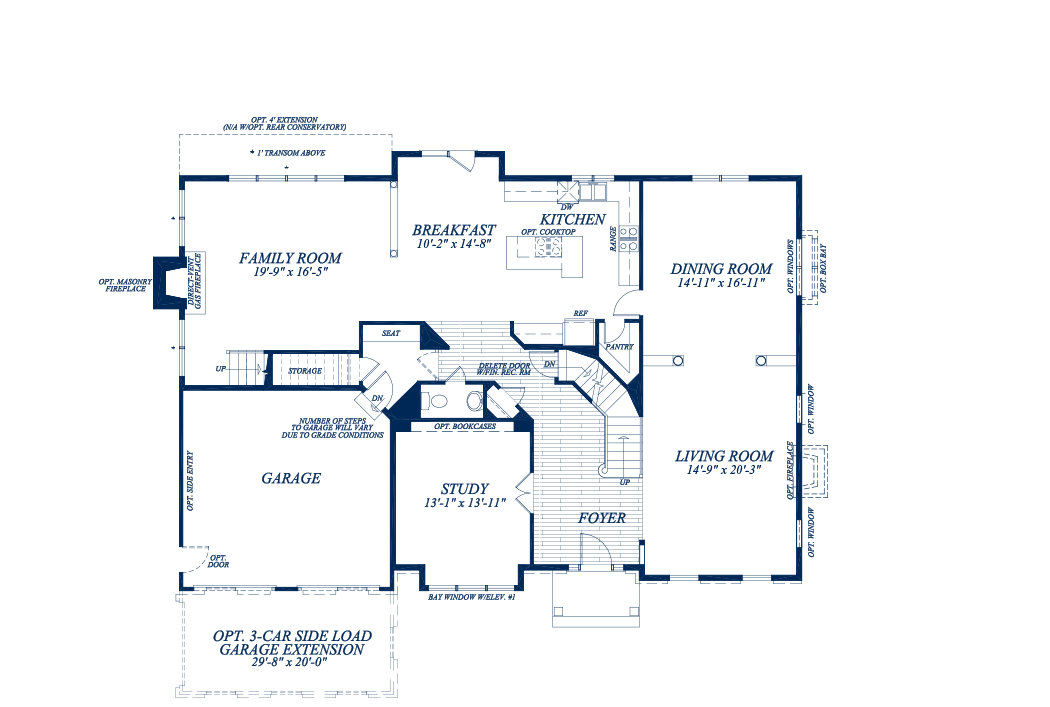 OPT. 4' EXTENSION
(N/A W/OPT. REAR CONSERVATORY)
* 1' TRANSOM ABOVE
*
*
*
DW
KITCHEN
BREAKFAST
10'-2" x 14'-8"
OPT. COOKTOP
RANGE
FAMILY ROOM
19'-9" x 16'-5"
DINING ROOM
14'-11" x 16'-11"
OPT. WINDOWS
OPT. BOX BAY
OPT. MASONRY
FIREPLACE
DIRECT-VENT
GAS FIREPLACE
REF
SEAT
PANTRY
UP
STORAGE
DELETE DOOR
W/FIN. REC. RM
DN
DN
NUMBER OF STEPS
TO GARAGE WILL VARY
DUE TO GRADE CONDITIONS
OPT. BOOKCASES
OPT. WINDOW
LIVING ROOM
14'-9" x 20'-3"
OPT. FIREPLACE
OPT. SIDE ENTRY
GARAGE
STUDY
13'-1" x 13'-11"
UP
FOYER
OPT. WINDOW
OPT.
DOOR
BAY WINDOW W/ELEV. #1
OPT. 3-CAR SIDE LOAD
GARAGE EXTENSION
29'-8" x 20'-0"